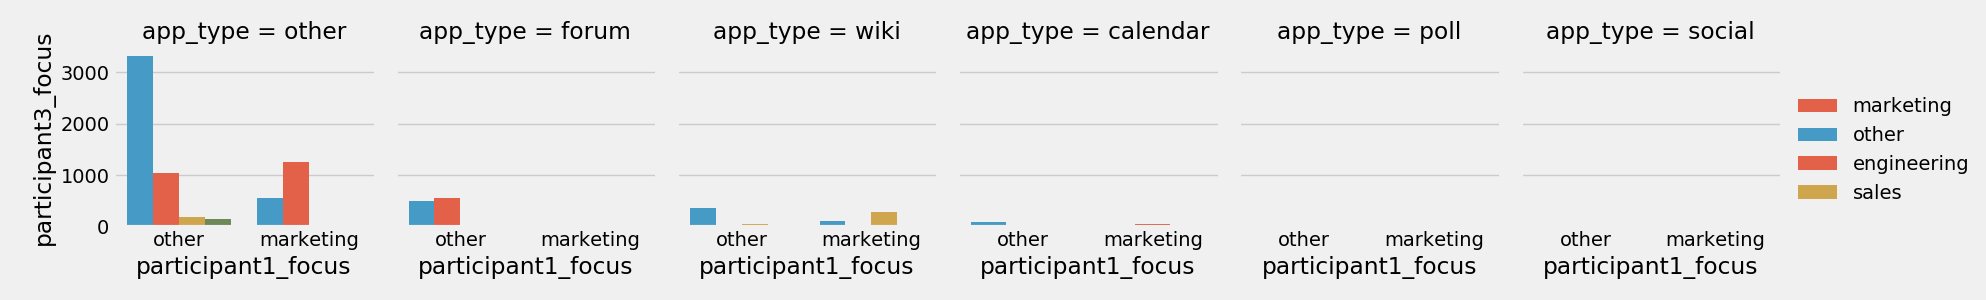 app_type = other
app_type = forum
app_type = wiki
app_type = calendar
app_type = poll
app_type = social
participant3_focus
3000
2000
1000
0
other marketing
other marketing
other marketing
other marketing
other marketing
other marketing
participant1_focus
participant1_focus
participant1_focus
participant1_focus
participant1_focus
participant1_focus
marketing
other
engineering
sales